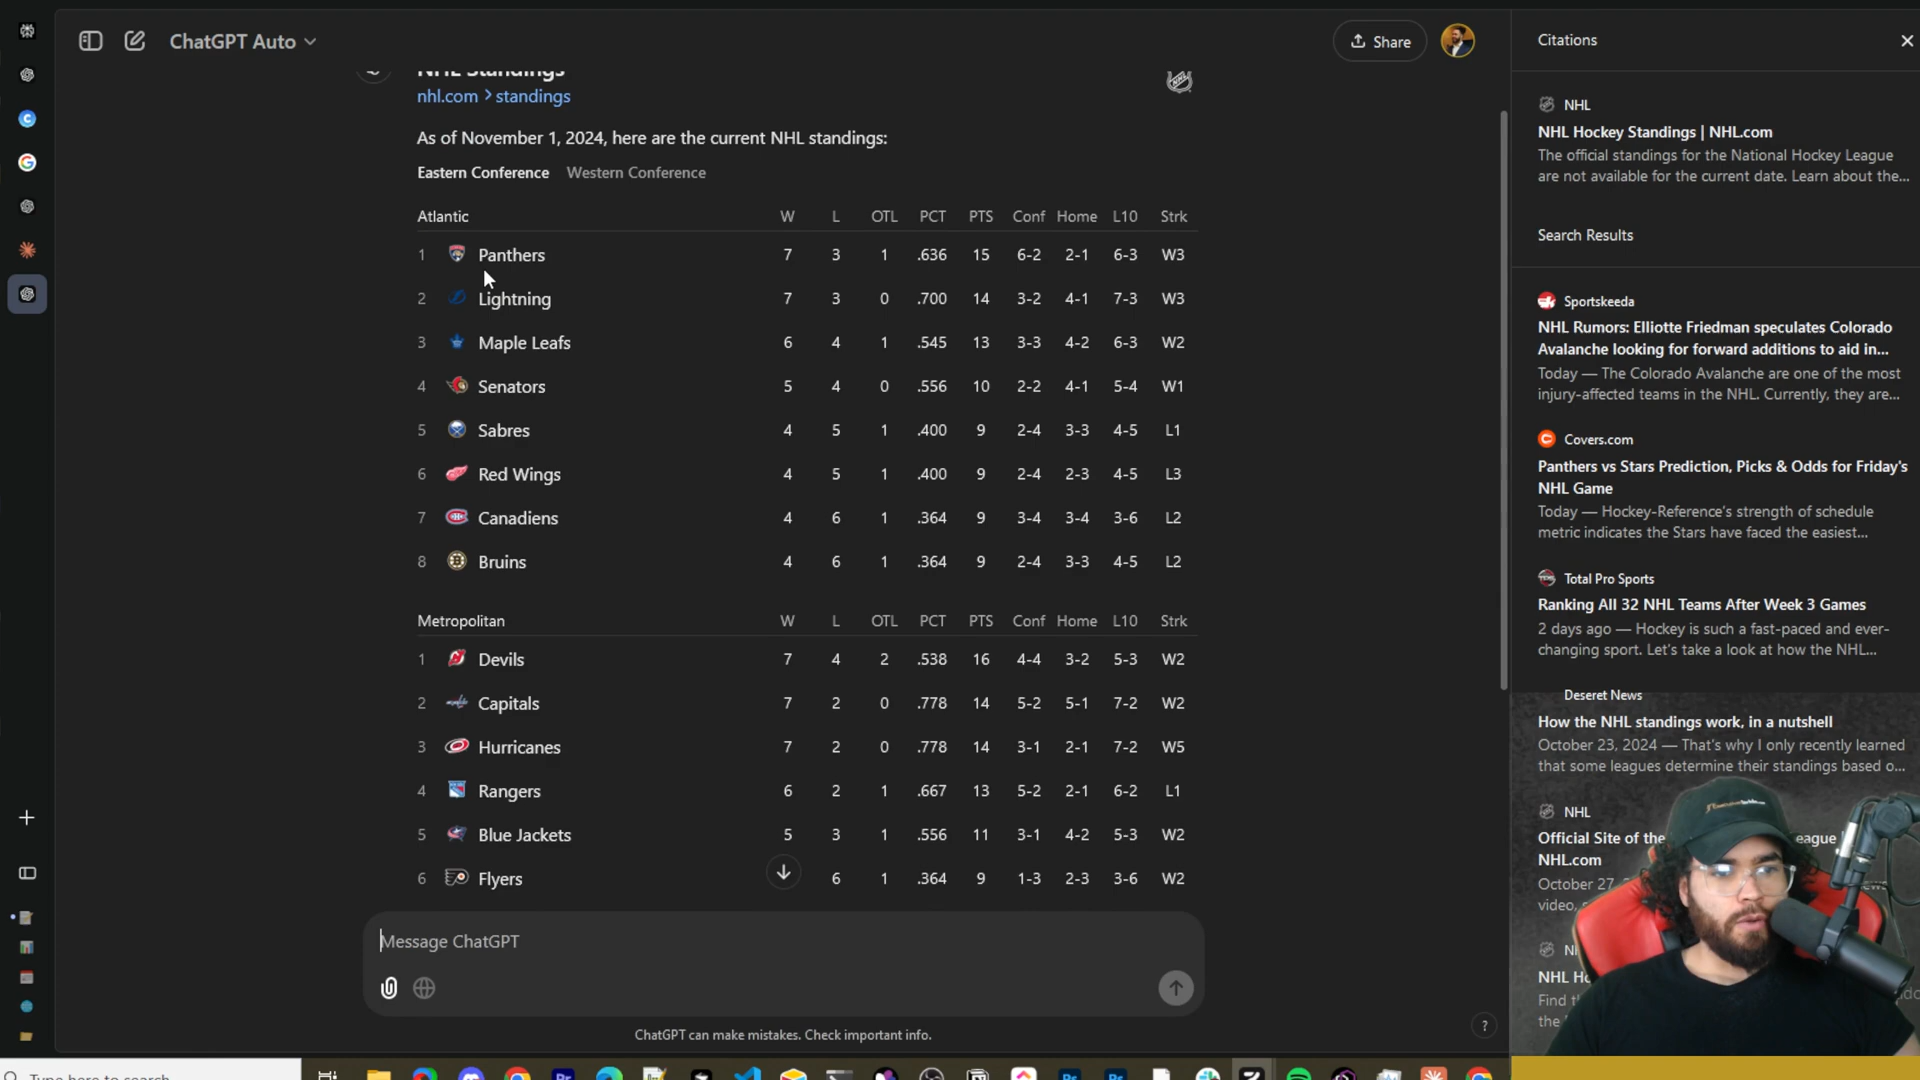 ChatGPT Auto
Share
Citations
NHL Standings
nhl.com > standings
As of November 1, 2024, here are the current NHL standings:
Eastern Conference Western Conference
Atlantic W L OTL PCT PTS Conf Home L10 Strk
1 Panthers 7 3 1 .636 15 6-2 2-1 6-3 W3
2 Lightning 7 3 0 .700 14 3-2 4-1 7-3 W3
3 Maple Leafs 6 4 1 .545 13 3-3 4-2 6-3 W2
4 Senators 5 4 0 .556 10 2-2 4-1 5-4 W1
5 Sabres 4 5 1 .400 9 2-4 3-3 4-5 L1
6 Red Wings 4 5 1 .400 9 2-4 2-3 4-5 L3
7 Canadiens 4 6 1 .364 9 3-4 3-4 3-6 L2
8 Bruins 4 6 1 .364 9 2-4 3-3 4-5 L2
Metropolitan W L OTL PCT PTS Conf Home L10 Strk
1 Devils 7 4 2 .538 16 4-4 3-2 5-3 W2
2 Capitals 7 2 0 .778 14 5-2 5-1 7-2 W2
3 Hurricanes 7 2 0 .778 14 3-1 2-1 7-2 W5
4 Rangers 6 2 1 .667 13 5-2 2-1 6-2 L1
5 Blue Jackets 5 3 1 .556 11 3-1 4-2 5-3 W2
6 Flyers 6 1 .364 9 1-3 2-3 3-6 W2
Message ChatGPT
ChatGPT can make mistakes. Check important info.
?
Type here to search
NHL
NHL Hockey Standings | NHL.com
The official standings for the National Hockey League
are not available for the current date. Learn about the...
Search Results
Sportskeeda
NHL Rumors: Elliotte Friedman speculates Colorado
Avalanche looking for forward additions to aid in...
Today — The Colorado Avalanche are one of the most
injury-affected teams in the NHL. Currently, they are...
Covers.com
Panthers vs Stars Prediction, Picks & Odds for Friday's
NHL Game
Today — Hockey-Reference's strength of schedule
metric indicates the Stars have faced the easiest...
Total Pro Sports
Ranking All 32 NHL Teams After Week 3 Games
2 days ago — Hockey is such a fast-paced and ever-
changing sport. Let's take a look at how the NHL...
Deseret News
How the NHL standings work, in a nutshell
October 23, 2024 — That's why I only recently learned
that some leagues determine their standings based o...
NHL
Official Site of the eague
NHL.com
October 27,
video,
NHL
Find
the